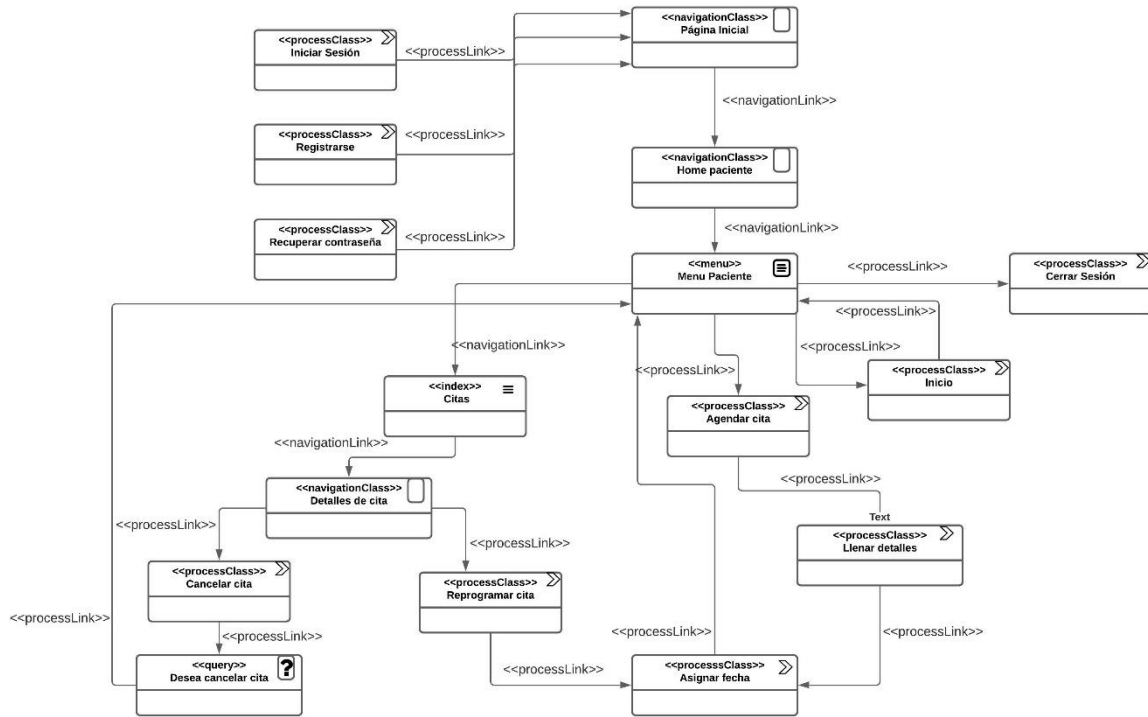 <<navigationClass>>
Página Inicial
<<processClass>>
Iniciar Sesión
<<processLink>>
<<navigationLink>>
<<processClass>>
Registrarse
<<processLink>>
<<navigationClass>>
Home paciente
<<processClass>>
Recuperar contraseña
<<processLink>>
<<navigationLink>>
<<menu>>
Menu Paciente
<<processLink>>
<<processClass>>
Cerrar Sesión
<<processLink>>
<<navigationLink>>
<<processLink>>
<<processLink>>
<<processClass>>
Inicio
<<index>>
Citas
<<processClass>>
Agendar cita
<<navigationLink>>
<<processLink>>
<<navigationClass>>
Detalles de cita
Text
<<processClass>>
Llenar detalles
<<processLink>>
<<processLink>>
<<processClass>>
Cancelar cita
<<processClass>>
Reprogramar cita
<<processLink>>
<<processLink>>
<<processLink>>
<<query>>
Desea cancelar cita
<<processLink>>
<<processsClass>>
Asignar fecha